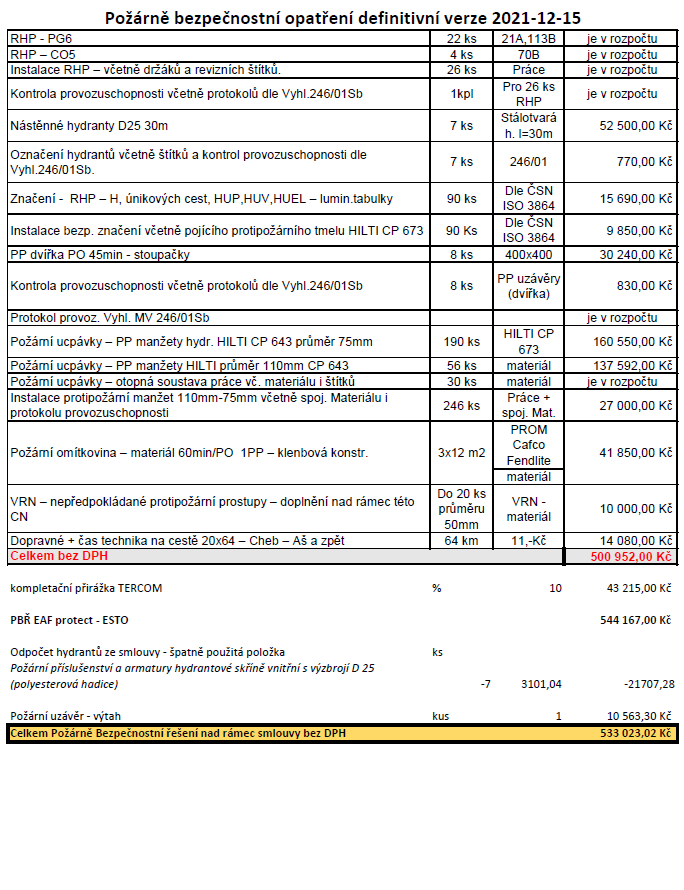 Požárně bezpečnostní opatření definitivní verze 2021-12-15
RHP - PG6 22 ks 21A,113B je v rozpočtu
RHP – CO5 4 ks 70B je v rozpočtu
Instalace RHP – včetně držáků a revizních štítků. 26 ks Práce je v rozpočtu
Kontrola provozuschopnosti včetně protokolů dle Vyhl.246/01Sb 1kpl Pro 26 ks je v rozpočtu
RHP
Nástěnné hydranty D25 30m 7 ks Stálotvará 52 500,00 Kč
h. l=30m
Označení hydrantů včetně štítků a kontrol provozuschopnosti dle 7 ks 246/01 770,00 Kč
Vyhl.246/01Sb.
Značení - RHP – H, únikových cest, HUP,HUV,HUEL – lumin.tabulky 90 ks Dle ČSN 15 690,00 Kč
ISO 3864
Instalace bezp. značení včetně pojícího protipožárního tmelu HILTI CP 673 90 Ks Dle ČSN 9 850,00 Kč
ISO 3864
PP dvířka PO 45min - stoupačky 8 ks 400x400 30 240,00 Kč
Kontrola provozuschopnosti včetně protokolů dle Vyhl.246/01Sb 8 ks PP uzávěry 830,00 Kč
(dvířka)
Protokol provoz. Vyhl. MV 246/01Sb je v rozpočtu
Požární ucpávky – PP manžety hydr. HILTI CP 643 průměr 75mm 190 ks HILTI CP 160 550,00 Kč
673
Požární ucpávky – PP manžety HILTI průměr 110mm CP 643 56 ks materiál 137 592,00 Kč
Požární ucpávky – otopná soustava práce vč. materiálu i štítků 30 ks materiál je v rozpočtu
Instalace protipožární manžet 110mm-75mm včetně spoj. Materiálu i 246 ks Práce + 27 000,00 Kč
protokolu provozuschopnosti spoj. Mat.
Požární omítkovina – materiál 60min/PO 1PP – klenbová konstr. 3x12 m2 PROM 41 850,00 Kč
Cafco
Fendlite
materiál
VRN – nepředpokládané protipožární prostupy – doplnění nad rámec této Do 20 ks VRN - 10 000,00 Kč
CN průměru materiál
50mm
Dopravné + čas technika na cestě 20x64 – Cheb – Aš a zpět 64 km 11,-Kč 14 080,00 Kč
Celkem bez DPH 500 952,00 Kč
kompletační přirážka TERCOM % 10 43 215,00 Kč
PBŘ EAF protect - ESTO 544 167,00 Kč
Odpočet hydrantů ze smlouvy - špatně použitá položka ks
Požární příslušenství a armatury hydrantové skříně vnitřní s výzbrojí D 25
(polyesterová hadice) -7 3101,04 -21707,28
Požární uzávěr - výtah kus 1 10 563,30 Kč
Celkem Požárně Bezpečnostní řešení nad rámec smlouvy bez DPH 533 023,02 Kč